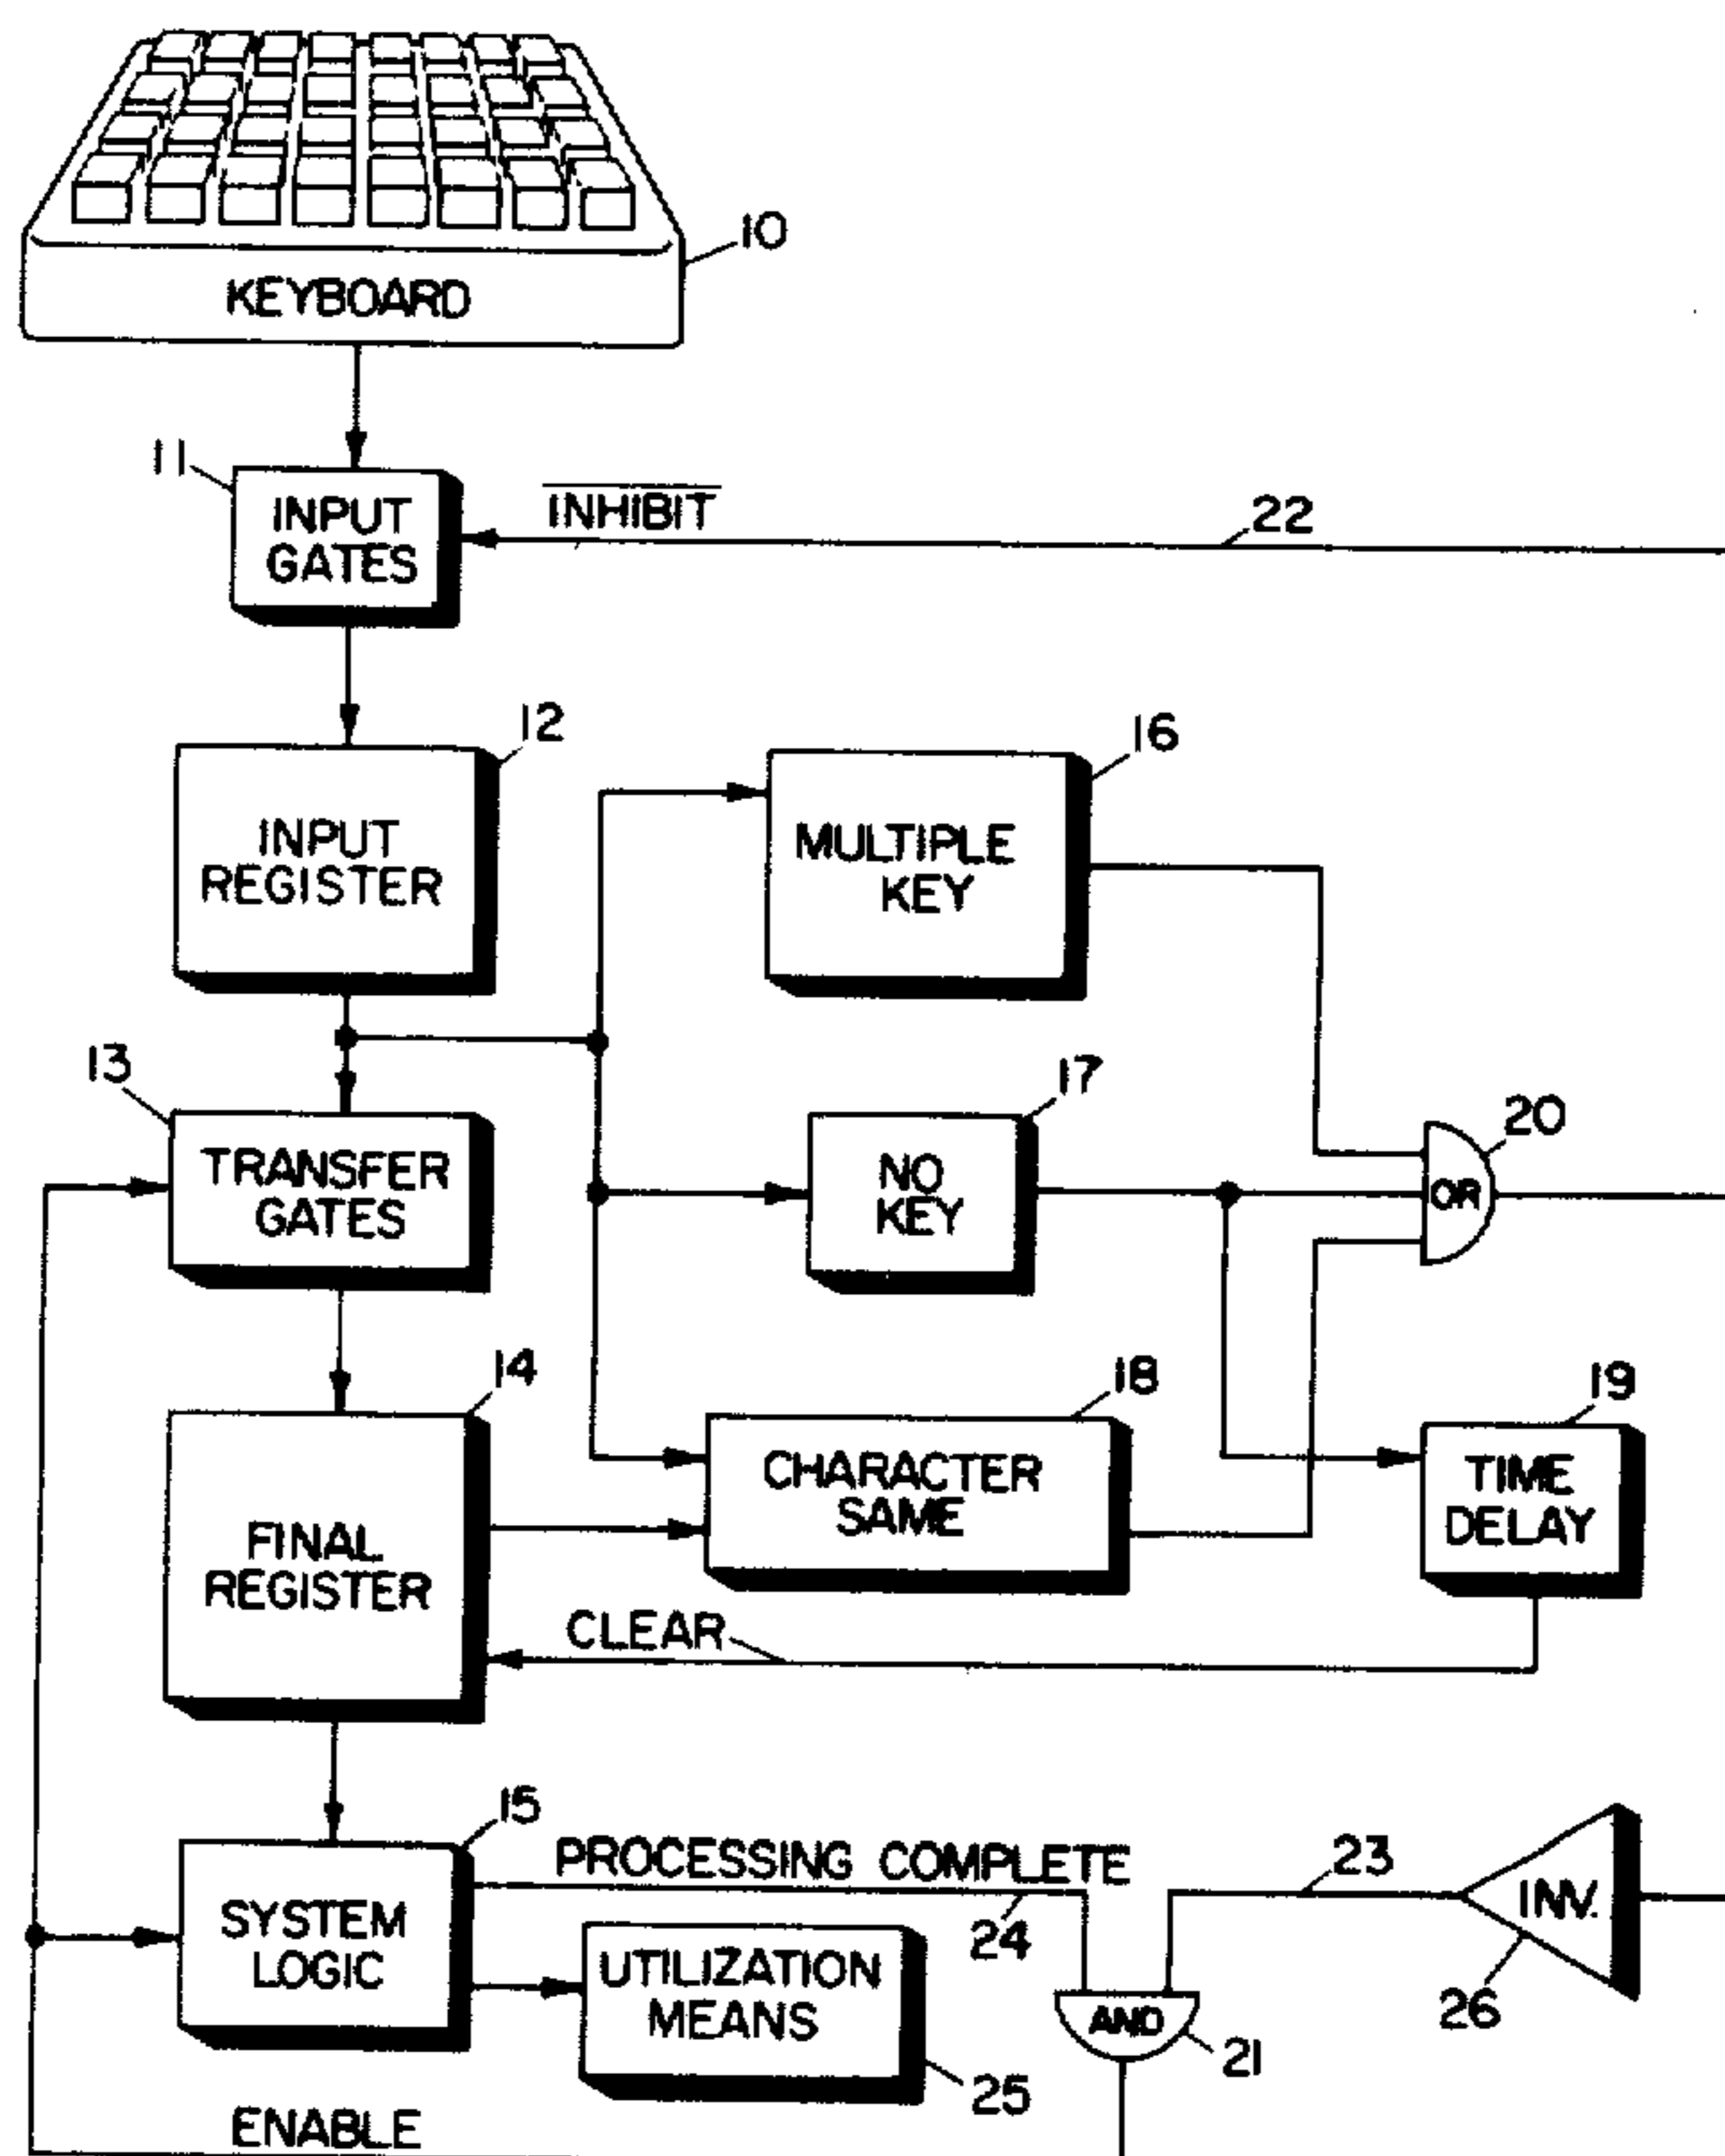 10
KEYBOARD
11
INPUT
GATES
INHIBIT
22
12
INPUT
REGISTER
16
MULTIPLE
KEY
13
TRANSFER
GATES
17
NO
KEY
20
OR
14
FINAL
REGISTER
18
CHARACTER
SAME
19
TIME
DELAY
CLEAR
15
SYSTEM
LOGIC
PROCESSING COMPLETE
24
23
INV.
26
UTILIZATION
MEANS
25
AND
21
ENABLE